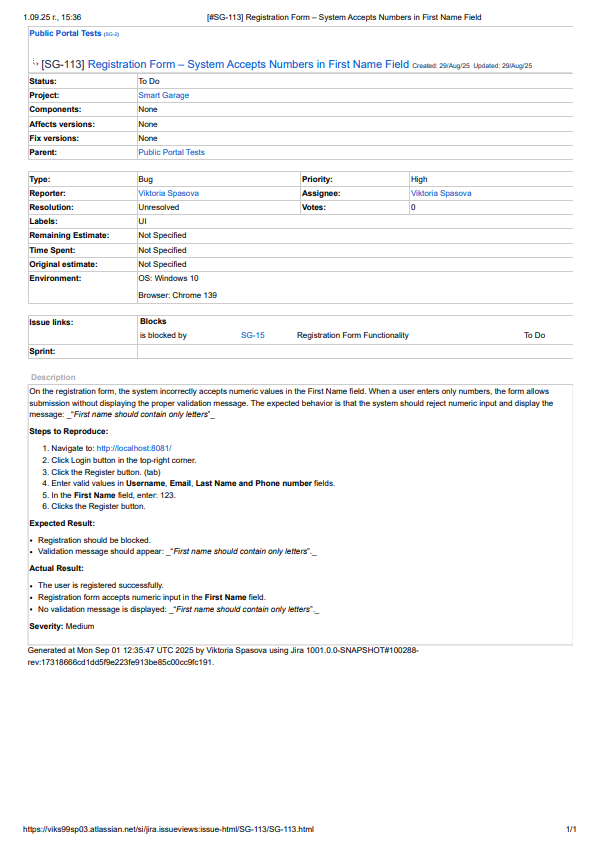 1.09.25 г., 15:36 [#SG-113] Registration Form – System Accepts Numbers in First Name Field
Public Portal Tests (SG-2)
[SG-113] Registration Form – System Accepts Numbers in First Name Field Created: 29/Aug/25 Updated: 29/Aug/25
Status: To Do
Project: Smart Garage
Components: None
Affects versions: None
Fix versions: None
Parent: Public Portal Tests
Type: Bug Priority: High
Reporter: Viktoria Spasova Assignee: Viktoria Spasova
Resolution: Unresolved Votes: 0
Labels: UI
Remaining Estimate: Not Specified
Time Spent: Not Specified
Original estimate: Not Specified
Environment: OS: Windows 10
Browser: Chrome 139
Issue links: Blocks
is blocked by SG-15 Registration Form Functionality To Do
Sprint:
Description
On the registration form, the system incorrectly accepts numeric values in the First Name field. When a user enters only numbers, the form allows
submission without displaying the proper validation message. The expected behavior is that the system should reject numeric input and display the
message: _“First name should contain only letters”_
Steps to Reproduce:
1. Navigate to: http://localhost:8081/
2. Click Login button in the top-right corner.
3. Click the Register button. (tab)
4. Enter valid values in Username, Email, Last Name and Phone number fields.
5. In the First Name field, enter: 123.
6. Clicks the Register button.
Expected Result:
• Registration should be blocked.
• Validation message should appear: _“First name should contain only letters”._
Actual Result:
• The user is registered successfully.
• Registration form accepts numeric input in the First Name field.
• No validation message is displayed: _“First name should contain only letters”._
Severity: Medium
Generated at Mon Sep 01 12:35:47 UTC 2025 by Viktoria Spasova using Jira 1001.0.0-SNAPSHOT#100288-
rev:17318666cd1dd5f9e223fe913be85c00cc9fc191.
https://viks99sp03.atlassian.net/si/jira.issueviews:issue-html/SG-113/SG-113.html 1/1